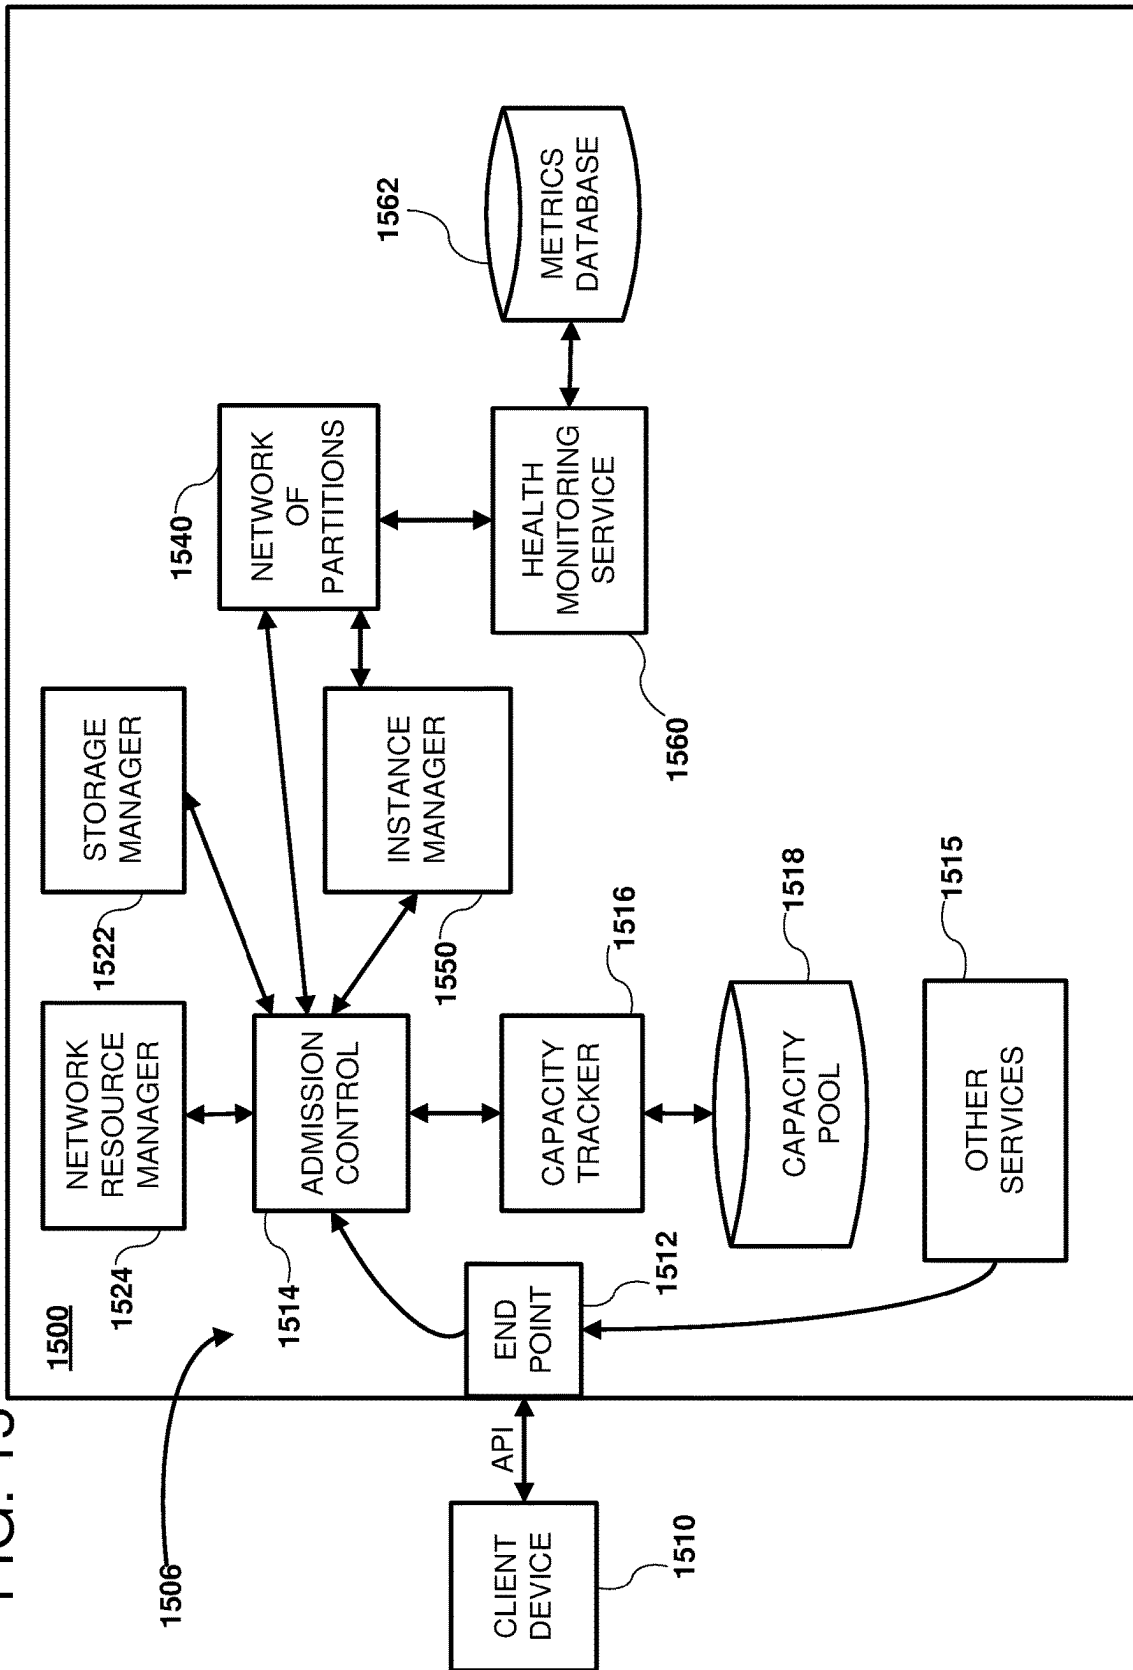 FIG. 15
1500
1506
1524
NETWORK
RESOURCE
MANAGER
1522
STORAGE
MANAGER
1540
NETWORK
OF
PARTITIONS
1514
ADMISSION
CONTROL
1550
INSTANCE
MANAGER
1562
METRICS
DATABASE
CLIENT
DEVICE
1510
API
END
POINT
1512
CAPACITY
TRACKER
1516
HEALTH
MONITORING
SERVICE
1560
CAPACITY
POOL
1518
OTHER
SERVICES
1515